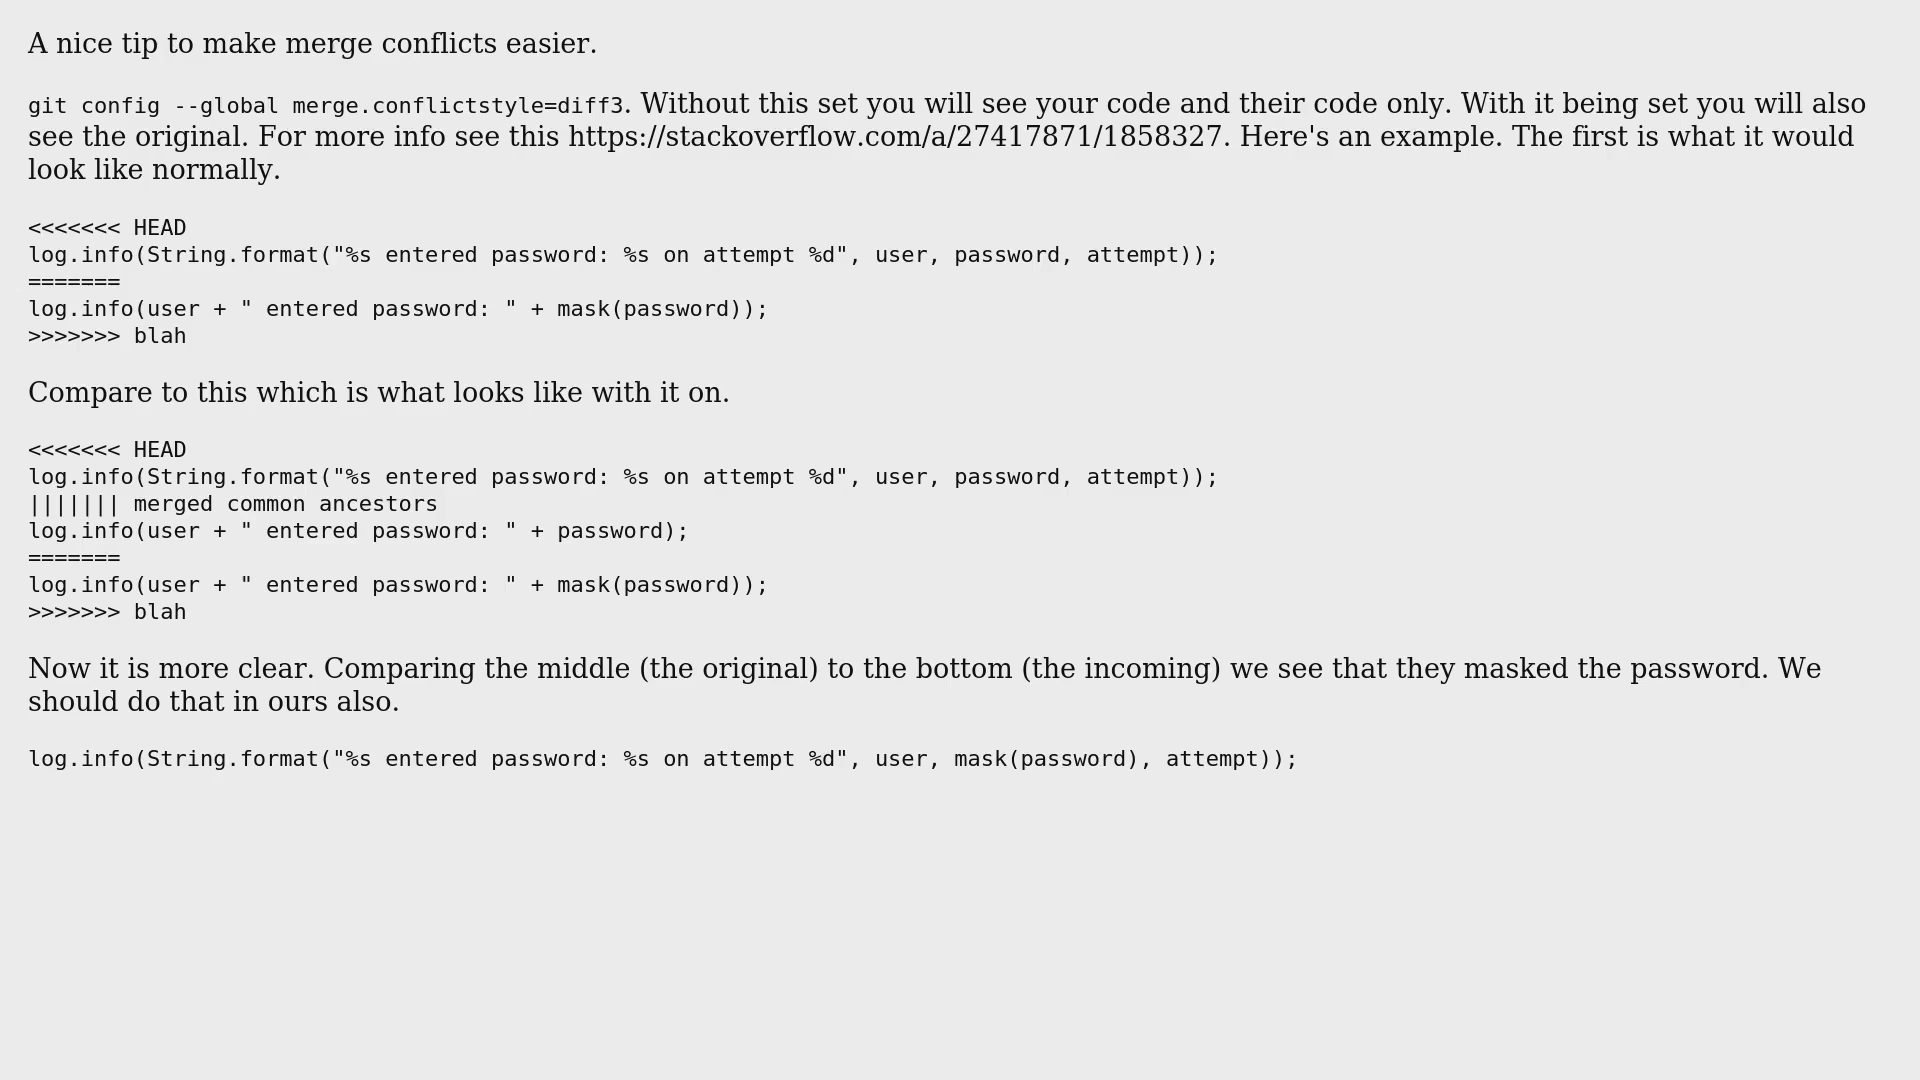 A nice tip to make merge conflicts easier.
git config --global merge.conflictstyle=diff3. Without this set you will see your code and their code only. With it being set you will also
see the original. For more info see this https://stackoverflow.com/a/27417871/1858327. Here's an example. The first is what it would
look like normally.
<<<<<<< HEAD
log.info(String.format("%s entered password: %s on attempt %d", user, password, attempt));
=======
log.info(user + " entered password: " + mask(password));
>>>>>>> blah
Compare to this which is what looks like with it on.
<<<<<<< HEAD
log.info(String.format("%s entered password: %s on attempt %d", user, password, attempt));
||||||| merged common ancestors
log.info(user + " entered password: " + password);
=======
log.info(user + " entered password: " + mask(password));
>>>>>>> blah
Now it is more clear. Comparing the middle (the original) to the bottom (the incoming) we see that they masked the password. We
should do that in ours also.
log.info(String.format("%s entered password: %s on attempt %d", user, mask(password), attempt));